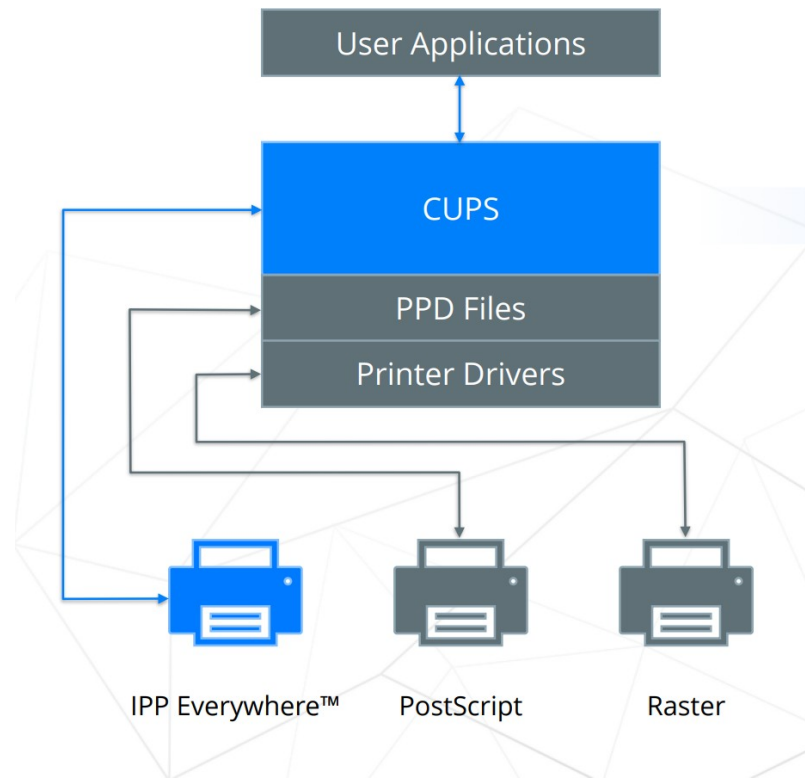 User Applications
CUPS
PPD Files
Printer Drivers
IPP Everywhere™ PostScript Raster